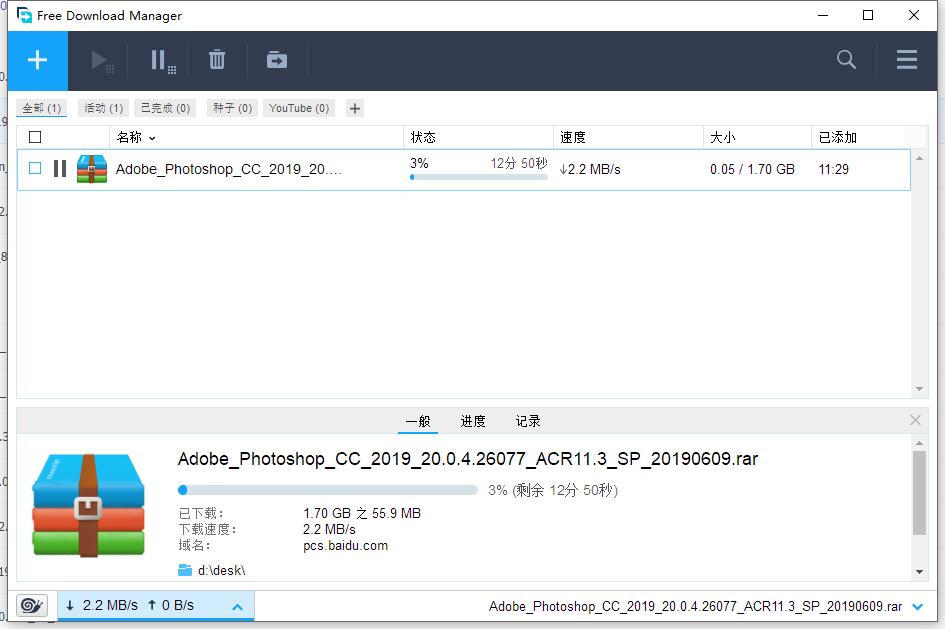 Free Download Manager
全部 (1) 活动 (1) 已完成 (0) 种子 (0) YouTube (0) +
名称 状态 速度 大小 已添加
Adobe_Photoshop_CC_2019_20.... 3% 12分 50秒 ↓2.2 MB/s 0.05 / 1.70 GB 11:29
一般 进度 记录
Adobe_Photoshop_CC_2019_20.0.4.26077_ACR11.3_SP_20190609.rar
3% (剩余 12分 50秒)
已下载: 1.70 GB 之 55.9 MB
下载速度: 2.2 MB/s
域名: pcs.baidu.com
d:\desk\
↓ 2.2 MB/s ↑ 0 B/s Adobe_Photoshop_CC_2019_20.0.4.26077_ACR11.3_SP_20190609.rar